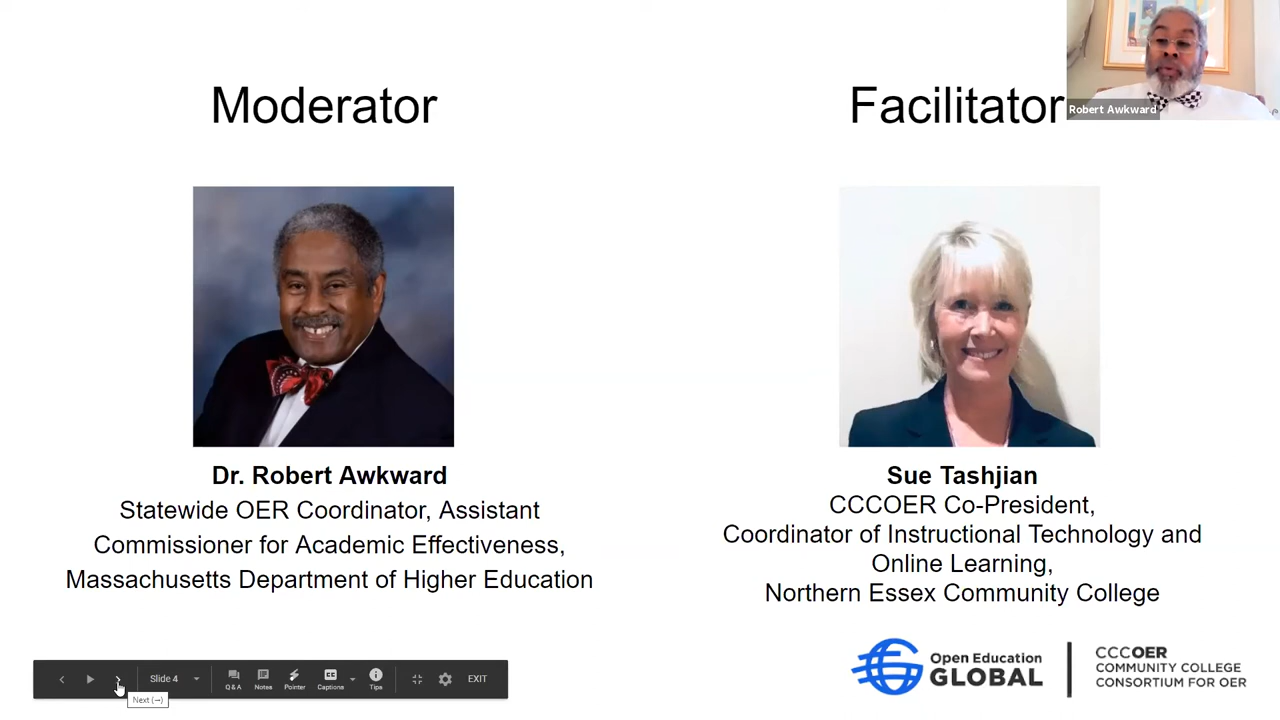 Moderator
Facilitator
Robert Awkward
Dr. Robert Awkward
Statewide OER Coordinator, Assistant
Commissioner for Academic Effectiveness,
Massachusetts Department of Higher Education
Sue Tashjian
CCCOER Co-President,
Coordinator of Instructional Technology and
Online Learning,
Northern Essex Community College
Slide 4
Q & A
Notes
Pointer
Captions
Tips
EXIT
Next (→)
Open Education
GLOBAL
CCCOER
COMMUNITY COLLEGE
CONSORTIUM FOR OER